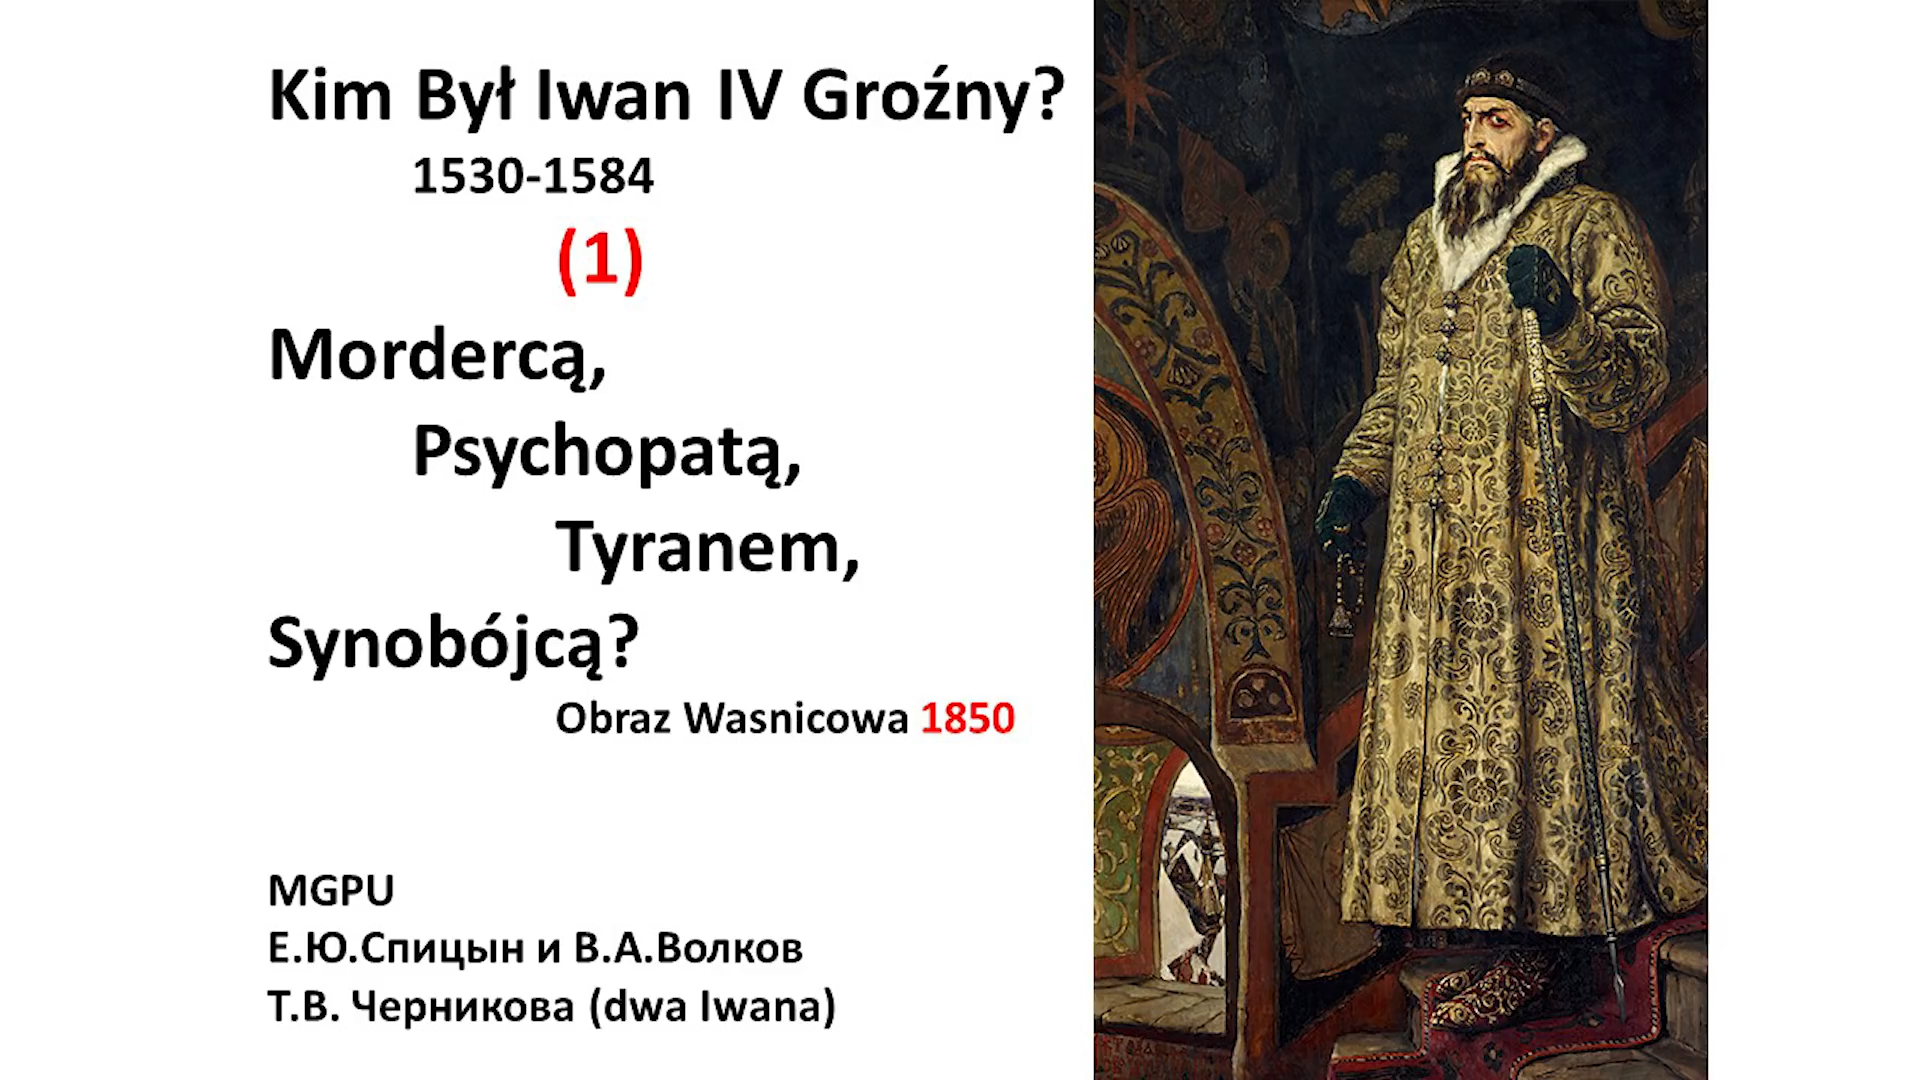 Kim Był Iwan IV Groźny?
1530-1584
(1)
Mordercą,
Psychopatą,
Tyranem,
Synobójcą?
Obraz Wasnicowa 1850
MGPU
Е.Ю.Спицын и В.А.Волков
Т.В. Черникова (dwa Iwana)